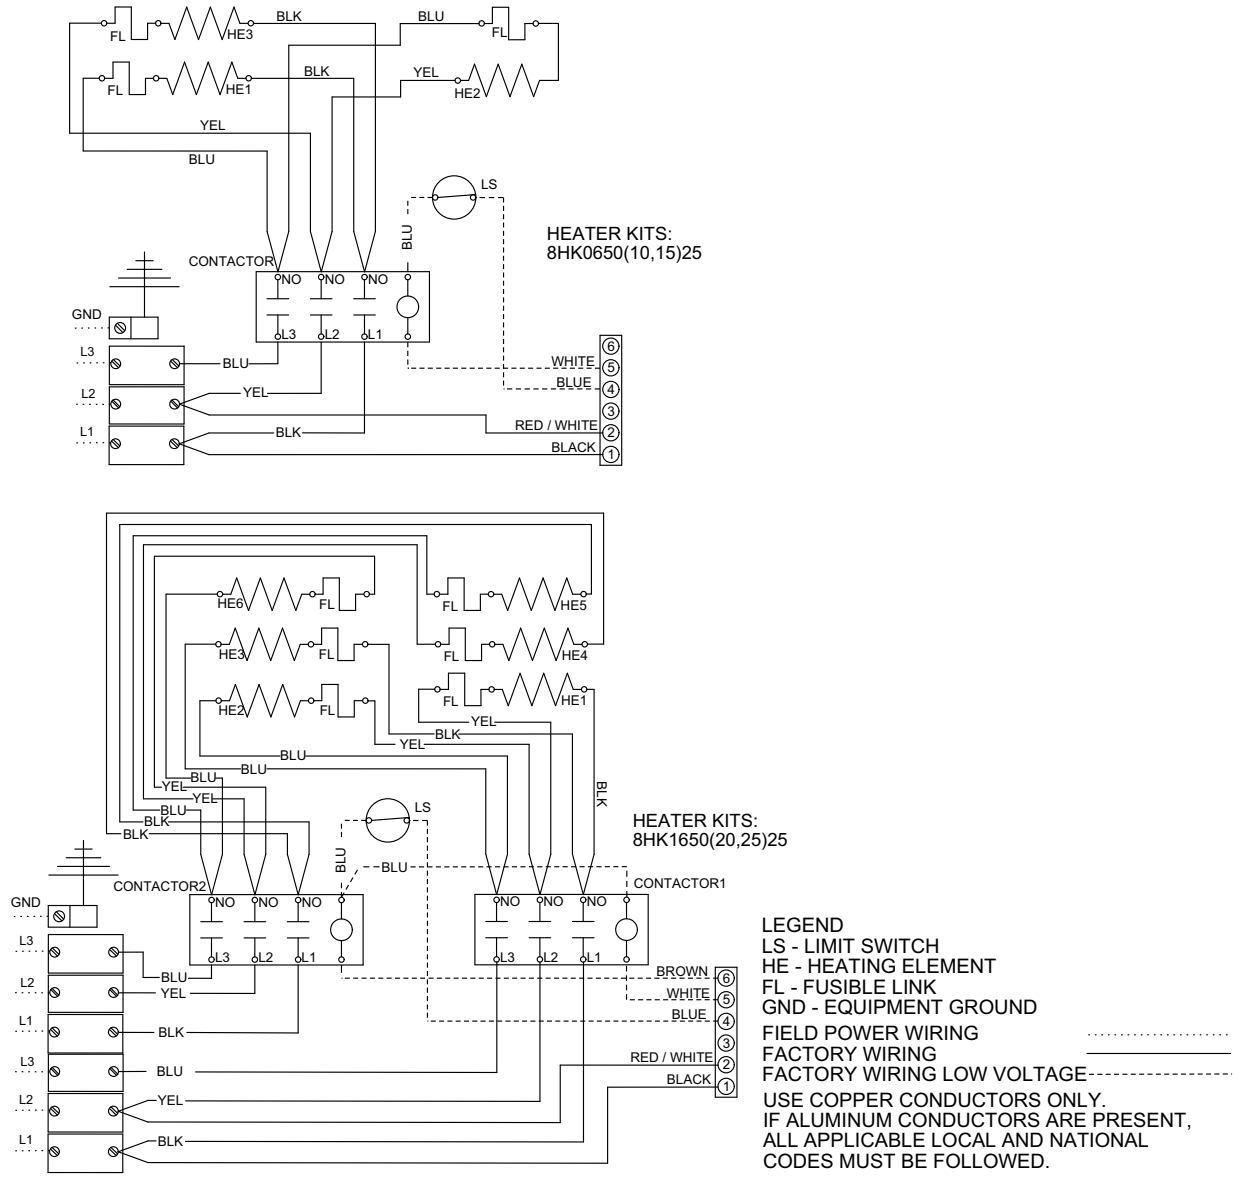 BLK
BLU
FL
HE3
FL
BLK
YEL
FL
HE1
HE2
YEL
BLU
LS
BLU
HEATER KITS:
8HK0650(10,15)25
CONTACTOR
NO
NO
NO
GND
L3
L2
L1
L3
BLU
WHITE
6
5
BLUE
4
L2
YEL
3
RED / WHITE
2
L1
BLK
BLACK
1
HE6
FL
FL
HE5
HE3
FL
FL
HE4
HE2
FL
FL
HE1
YEL
BLK
YEL
BLU
BLU
BLU
YEL
YEL
BLU
BLK
BLK
BLK
LS
BLU
BLU
HEATER KITS:
8HK1650(20,25)25
CONTACTOR2
CONTACTOR1
NO
NO
NO
NO
NO
NO
GND
L3
L2
L1
L3
L2
L1
L3
BLU
L2
YEL
L1
BLK
L3
BLU
L2
YEL
L1
BLK
BROWN
6
WHITE
5
BLUE
4
3
RED / WHITE
2
BLACK
1
LEGEND
LS - LIMIT SWITCH
HE - HEATING ELEMENT
FL - FUSIBLE LINK
GND - EQUIPMENT GROUND
FIELD POWER WIRING
FACTORY WIRING
FACTORY WIRING LOW VOLTAGE
USE COPPER CONDUCTORS ONLY.
IF ALUMINUM CONDUCTORS ARE PRESENT,
ALL APPLICABLE LOCAL AND NATIONAL
CODES MUST BE FOLLOWED.